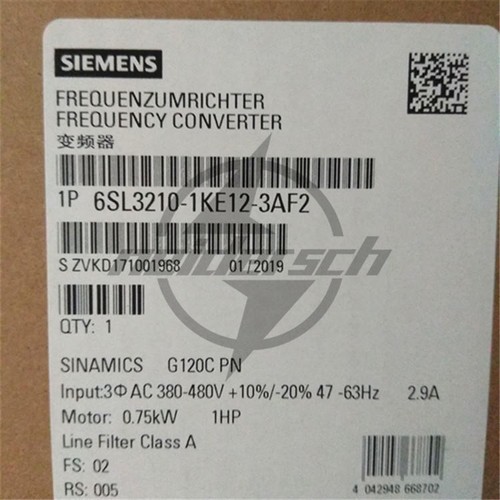 SIEMENS
FREQUENZUMRICHTER
FREQUENCY CONVERTER
变频器
1P 6SL3210-1KE12-3AF2
S ZVKD171001968 01/2019
QTY: 1
SINAMICS G120C PN
Input:3Φ AC 380-480V +10%/-20% 47 -63Hz 2.9A
Motor: 0.75kW 1HP
Line Filter Class A
FS: 02
RS: 005
4 042948 668702